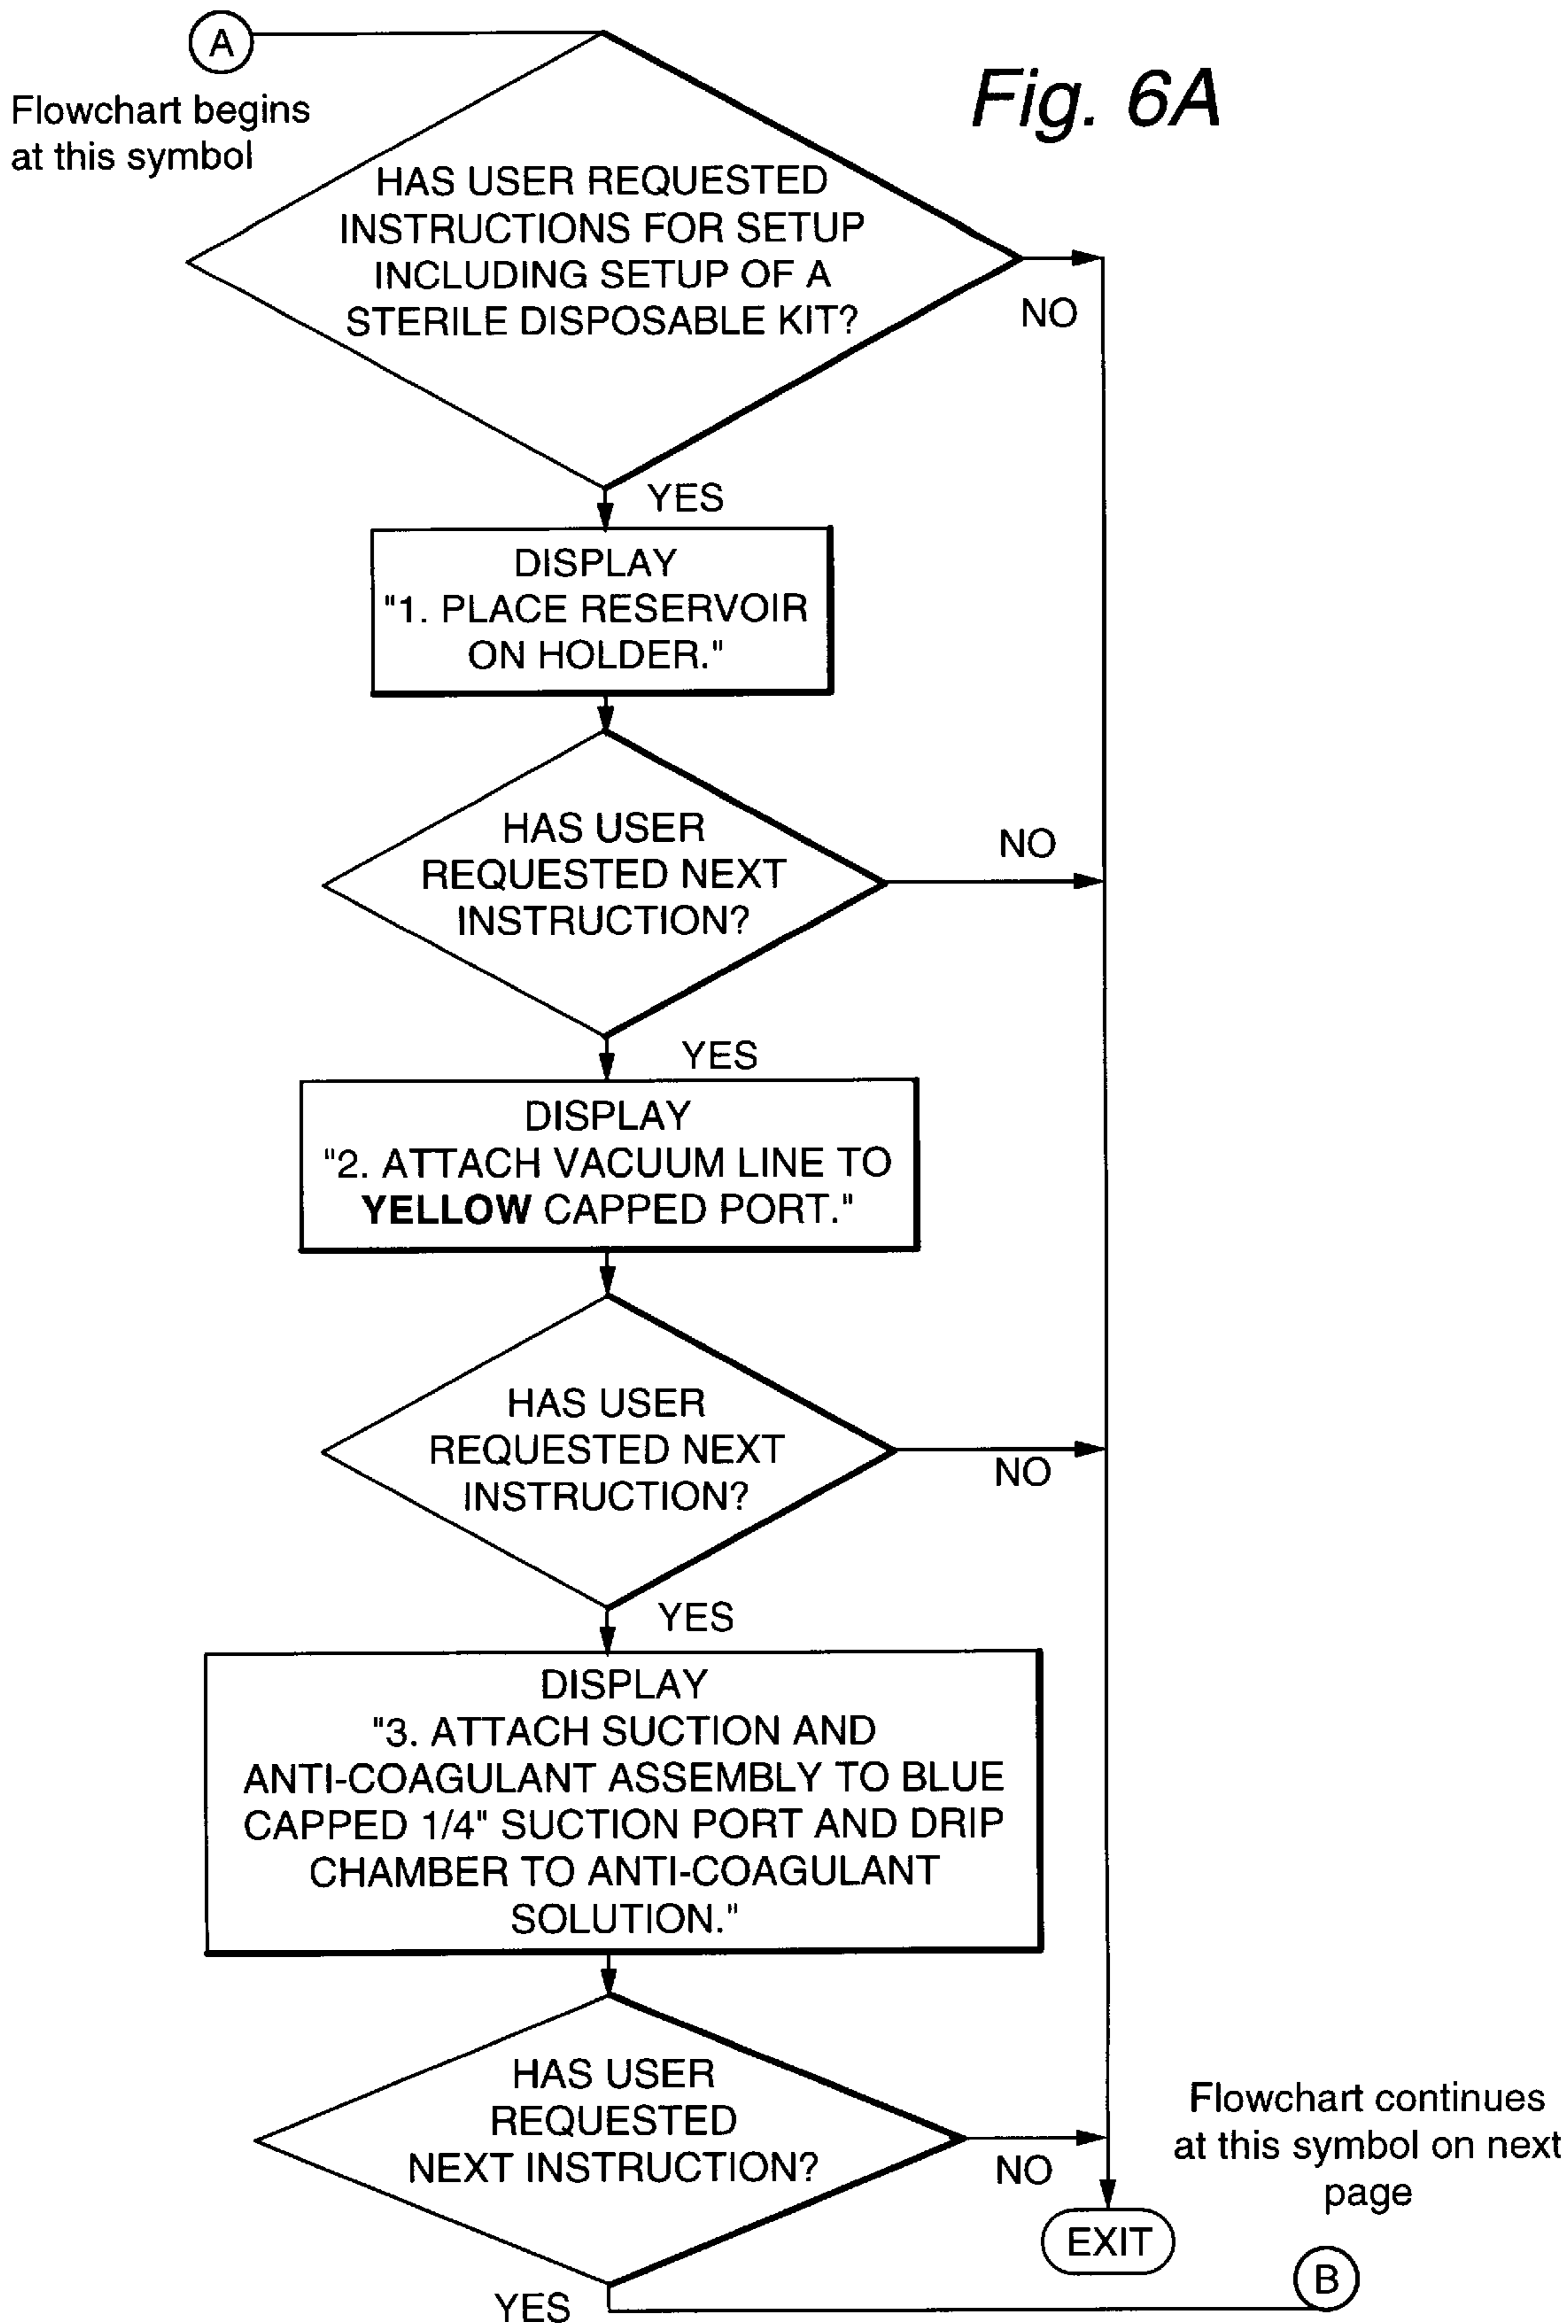 A
Flowchart begins
at this symbol
Fig. 6A
HAS USER REQUESTED
INSTRUCTIONS FOR SETUP
INCLUDING SETUP OF A
STERILE DISPOSABLE KIT?
NO
YES
DISPLAY
"1. PLACE RESERVOIR
ON HOLDER."
HAS USER
REQUESTED NEXT
INSTRUCTION?
NO
YES
DISPLAY
"2. ATTACH VACUUM LINE TO
YELLOW CAPPED PORT."
HAS USER
REQUESTED NEXT
INSTRUCTION?
NO
YES
DISPLAY
"3. ATTACH SUCTION AND
ANTI-COAGULANT ASSEMBLY TO BLUE
CAPPED 1/4" SUCTION PORT AND DRIP
CHAMBER TO ANTI-COAGULANT
SOLUTION."
HAS USER
REQUESTED
NEXT INSTRUCTION?
NO
YES
EXIT
Flowchart continues
at this symbol on next
page
B